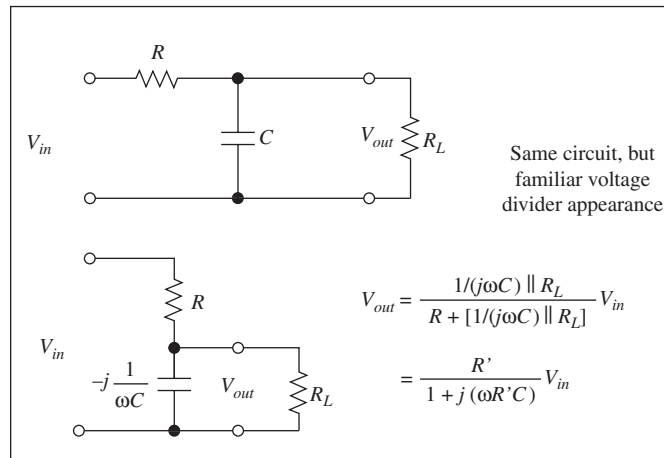 R
V_in
C
V_out
R_L
Same circuit, but
familiar voltage
divider appearance
R
V_in
−j 1/ωC
V_out
R_L
V_out = 1/(jωC) || R_L / R + [1/(jωC) || R_L] V_in
= R' / 1 + j (ωR'C) V_in